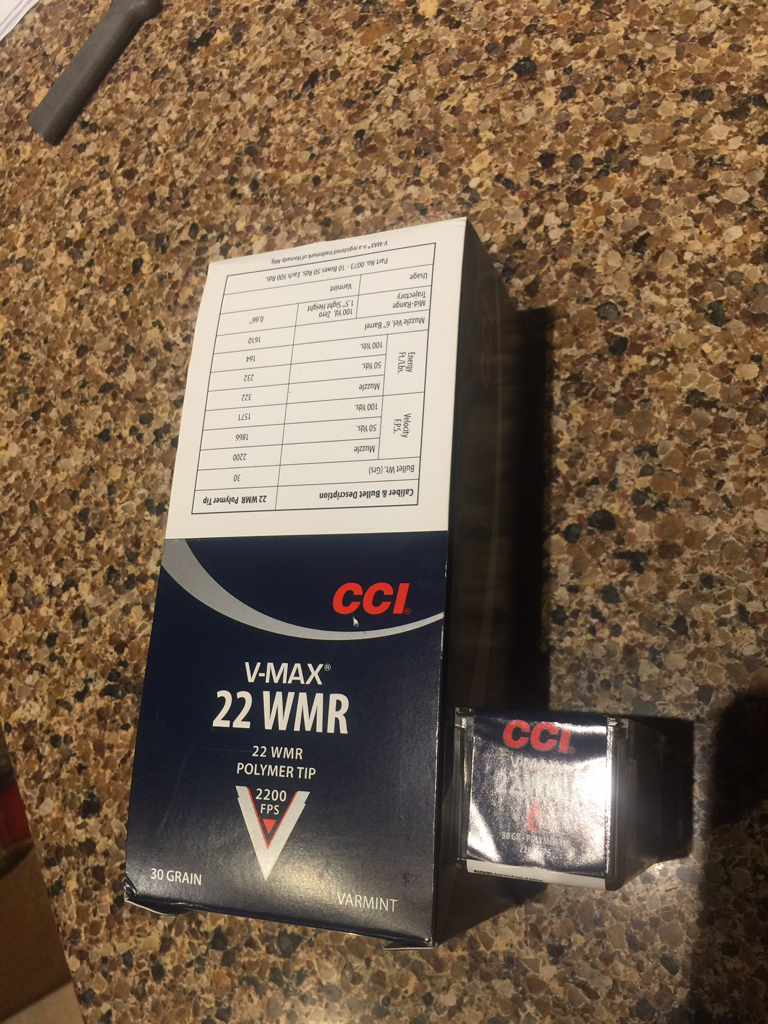 V-MAX® is a registered trademark of Hornady Mfg.
Part No. 0073 - 10 Boxes 50 Rds. Each 500 Rds.
Usage Varmint
Mid-Range Trajectory 100 Yd. Zero 1.5" Sight Height 0.66"
Muzzle Vel. 6" Barrel 1610
Energy Ft./Lbs. 100 Yds. 164
50 Yds. 232
Muzzle 322
Velocity F.P.S. 100 Yds. 1571
50 Yds. 1866
Muzzle 2200
Bullet Wt. (Grs) 30
Caliber & Bullet Description 22 WMR Polymer Tip
CCI®
V-MAX®
22 WMR
22 WMR
POLYMER TIP
2200
FPS
30 GRAIN
VARMINT
CCI
22 WMR